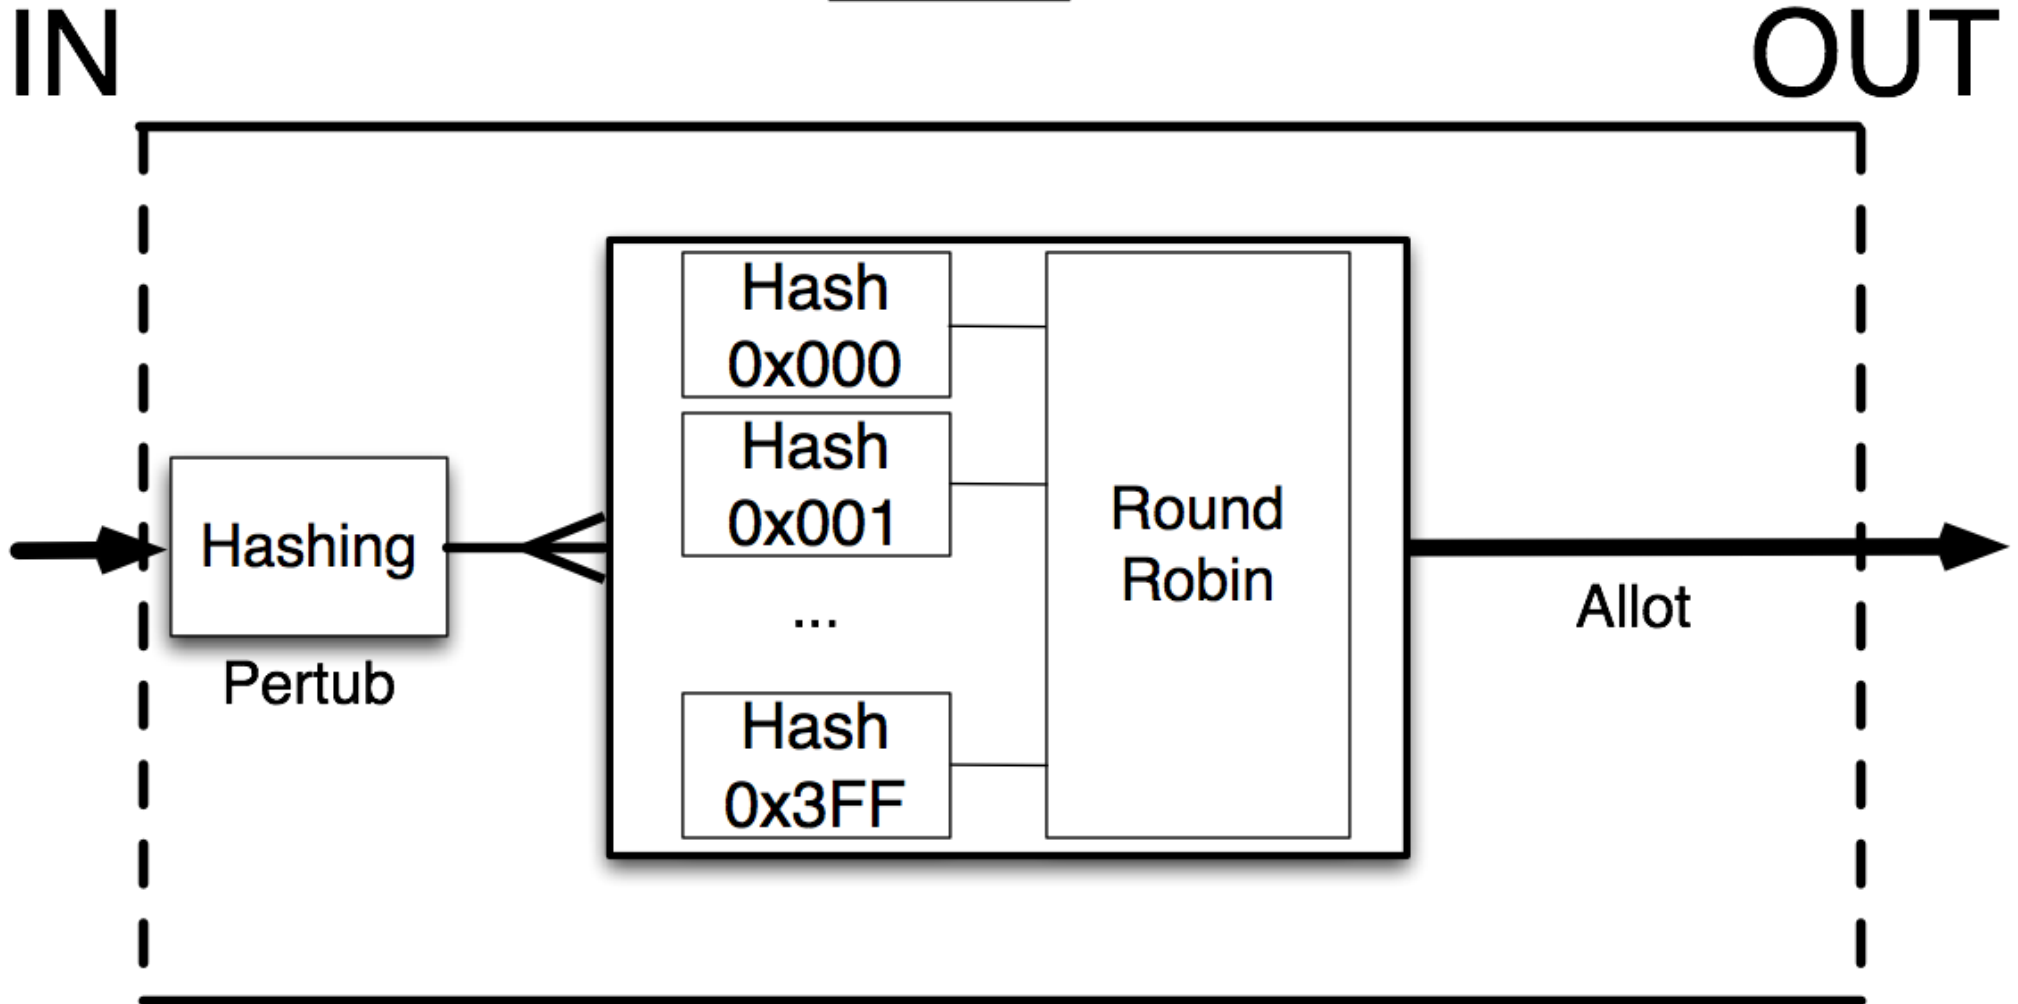 IN
OUT
Hash
0x000
Hash
0x001
Hashing
Round
Robin
...
Allot
Pertub
Hash
0x3FF